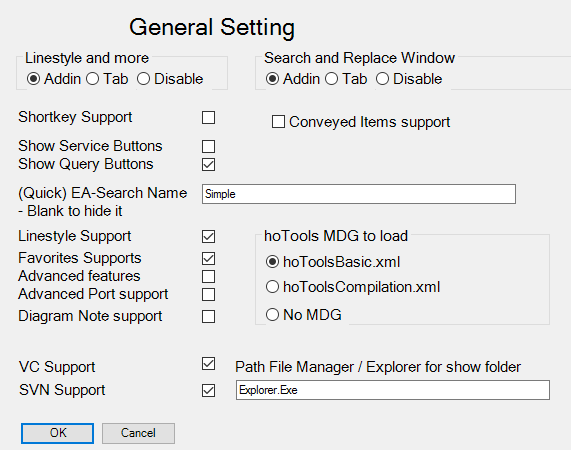 General Setting
Linestyle and more
Addin Tab Disable
Search and Replace Window
Addin Tab Disable
Shortkey Support
Conveyed Items support
Show Service Buttons
Show Query Buttons
(Quick) EA-Search Name
- Blank to hide it
Simple
Linestyle Support
Favorites Supports
Advanced features
Advanced Port support
Diagram Note support
hoTools MDG to load
hoToolsBasic.xml
hoToolsCompilation.xml
No MDG
VC Support
Path File Manager / Explorer for show folder
SVN Support
Explorer.Exe
OK
Cancel